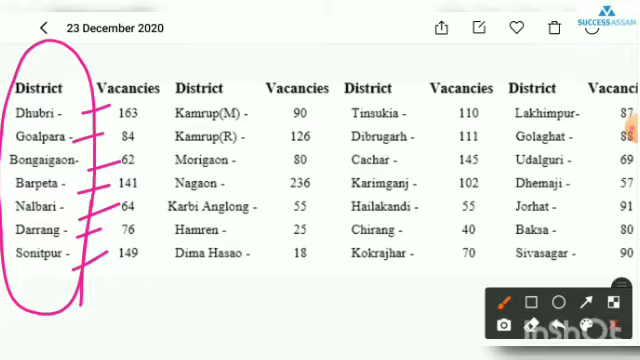 23 December 2020
SUCCESS ASSAM
District Vacancies District Vacancies District Vacancies District
Dhubri - 163 Kamrup(M) - 90 Tinsukia - 110 Lakhimpur- 87
Goalpara - 84 Kamrup(R) - 126 Dibrugarh - 111 Golaghat - 88
Bongaigaon- 62 Morigaon - 80 Cachar - 145 Udalguri - 69
Barpeta - 141 Nagaon - 236 Karimganj - 102 Dhemaji - 57
Nalbari - 64 Karbi Anglong - 55 Hailakandi - 55 Jorhat - 91
Darrang - 76 Hamren - 25 Chirang - 40 Baksa - 80
Sonitpur - 149 Dima Hasao - 18 Kokrajhar - 70 Sivasagar - 90
InShOt